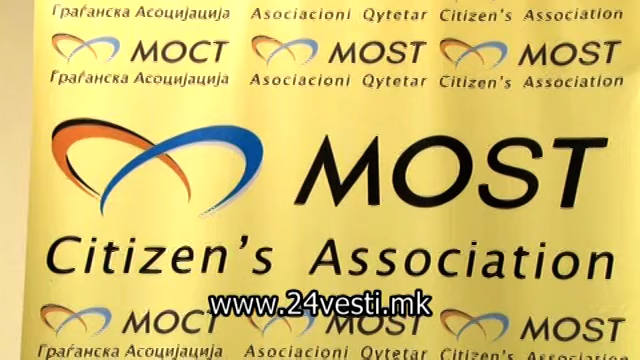 Граѓанска Асоцијација Asociacioni Qytetar Citizen's Association
МОСТ MOST MOST
Граѓанска Асоцијација Asociacioni Qytetar Citizen's Association
MOST
Citizen's Association
www.24vesti.mk
МОСТ MOST MOST
Граѓанска Асоцијација Asociacioni Qytetar Citizen's Association